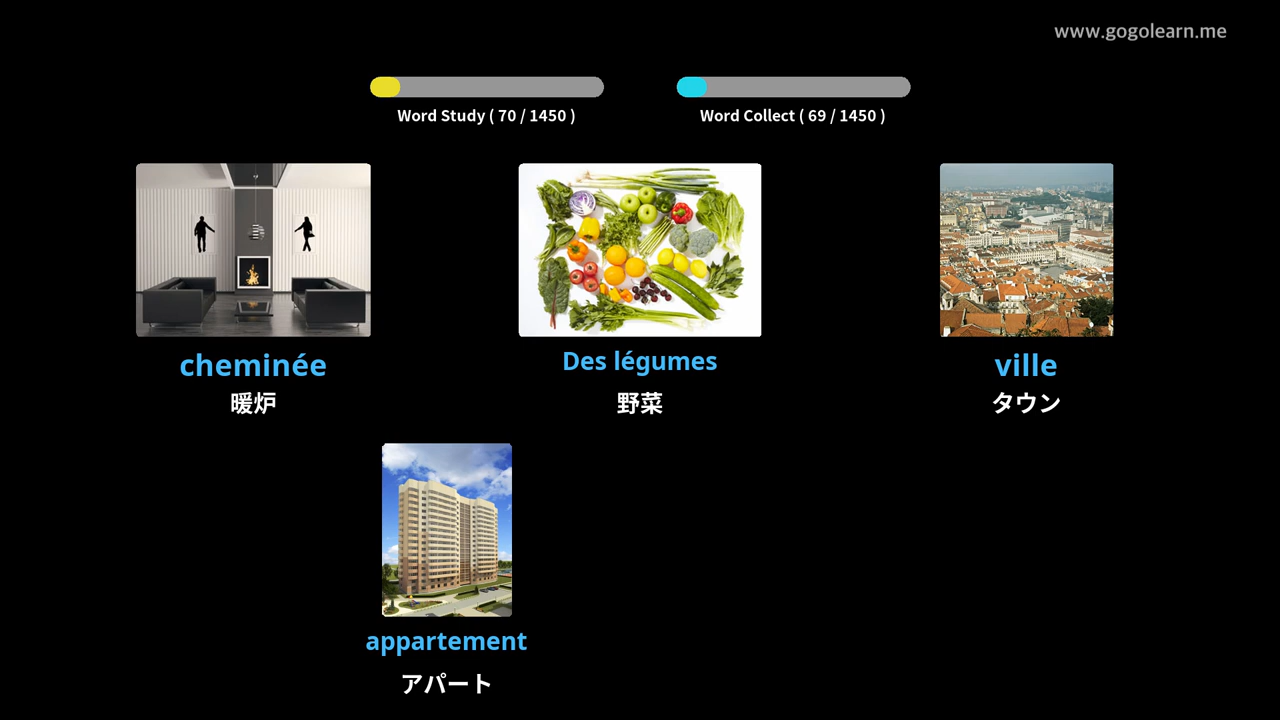 www.gogolearn.me
Word Study ( 70 / 1450 )
Word Collect ( 69 / 1450 )
cheminée
暖炉
Des légumes
野菜
ville
タウン
appartement
アパート